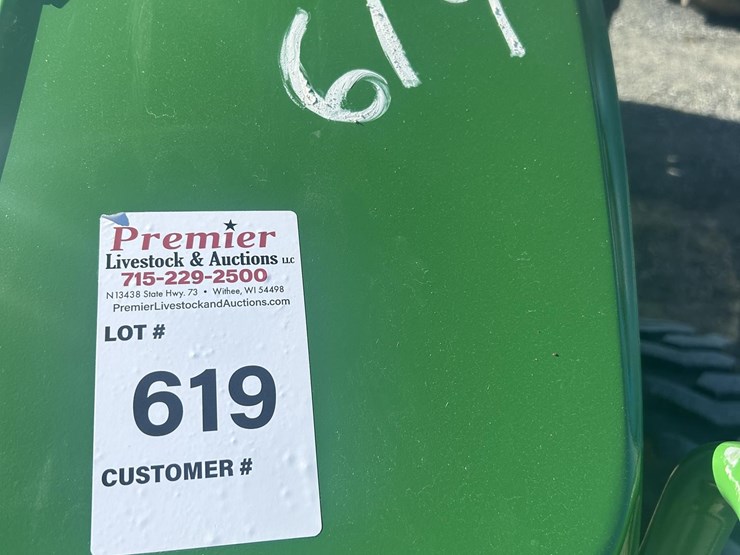 619
Premier
Livestock & Auctions LLC
715-229-2500
N13438 State Hwy. 73 • Withee, WI 54498
PremierLivestockandAuctions.com
LOT #
619
CUSTOMER #